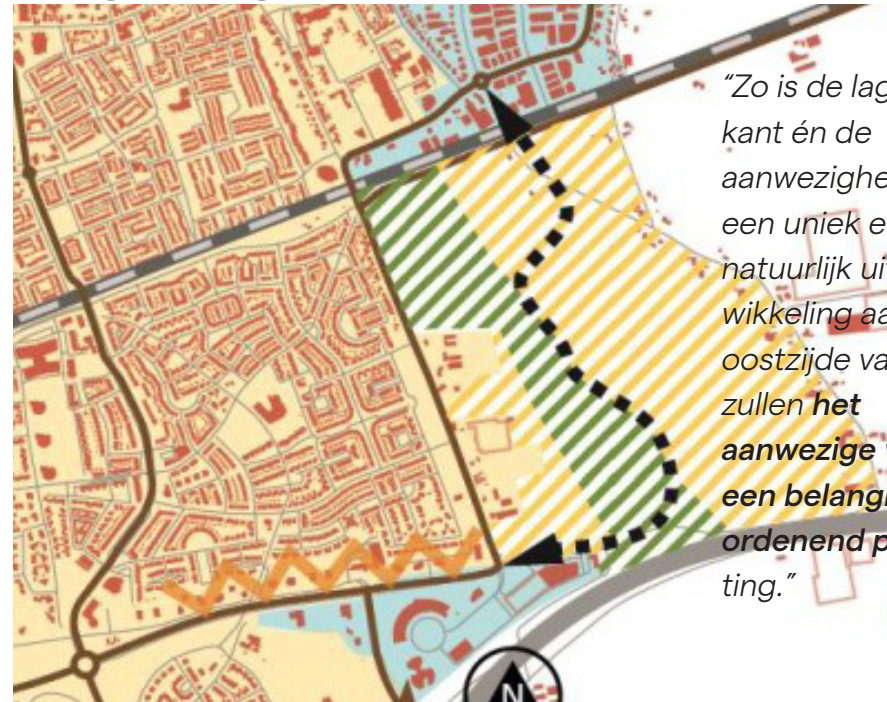 “Zo is de lag
kant én de
aanwezighe
een uniek e
natuurlijk ui
wikkeling aa
oostzijde va
zullen het
aanwezige
een belang
ordenend p
ting.”
N